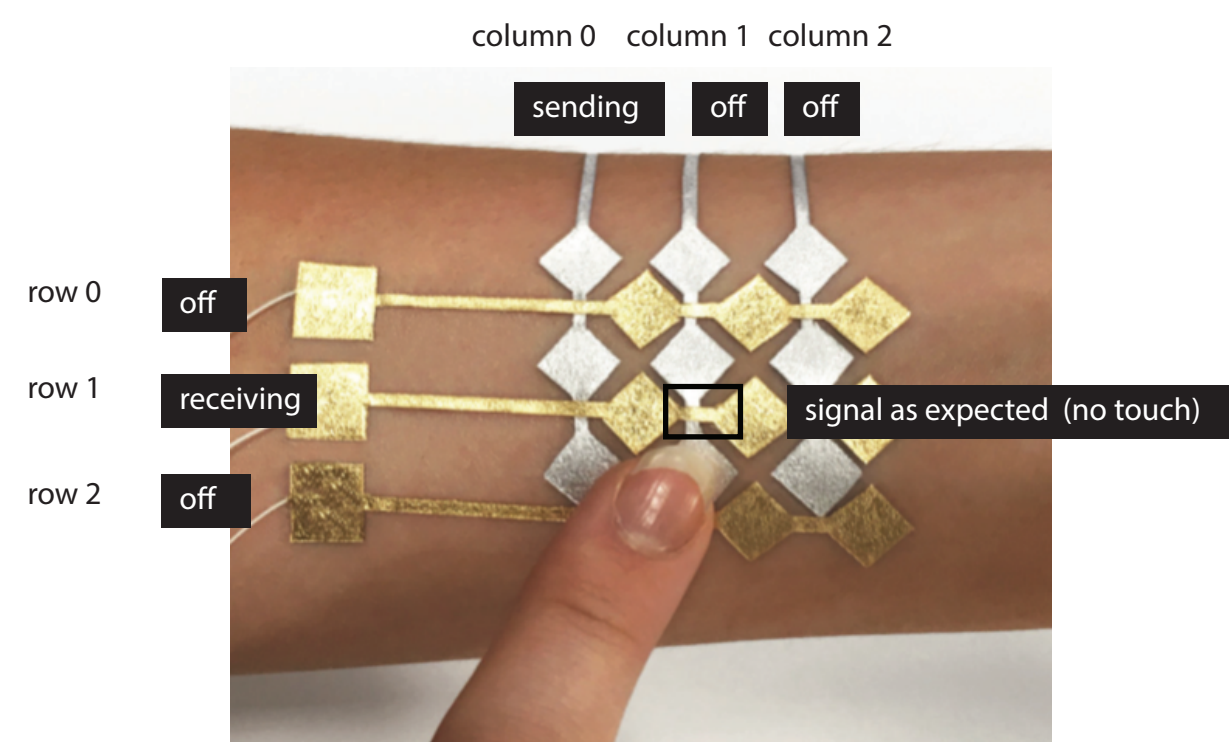 column 0 column 1 column 2
sending off off
row 0 off
row 1 receiving signal as expected (no touch)
row 2 off